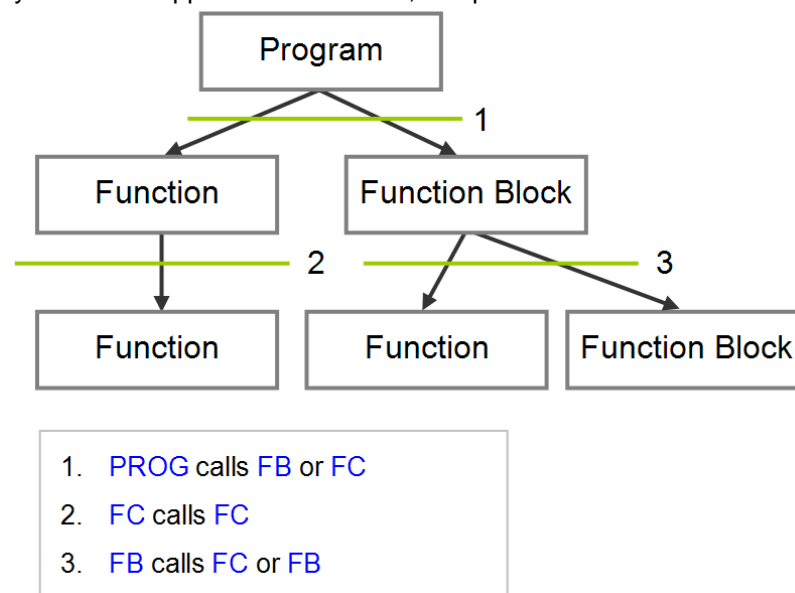 Program
1
Function
Function Block
2
3
Function
Function
Function Block
1. PROG calls FB or FC
2. FC calls FC
3. FB calls FC or FB